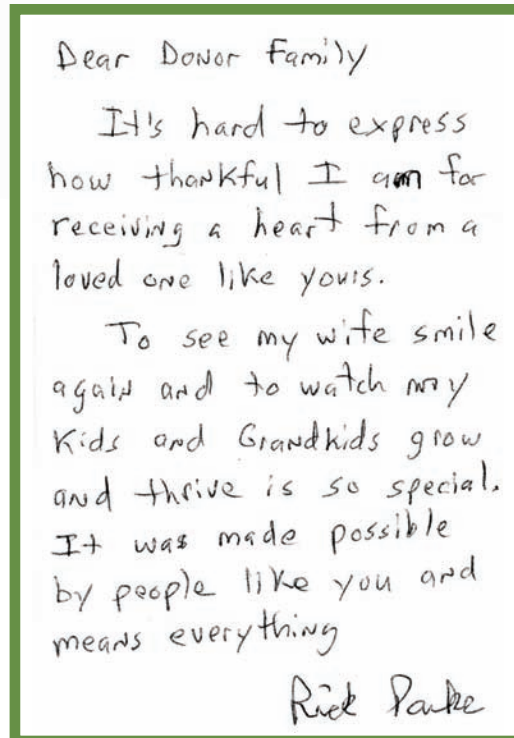 Dear Donor Family
It's hard to express
how thankful I am for
receiving a heart from a
loved one like yours.
To see my wife smile
again and to watch my
Kids and Grandkids grow
and thrive is so special.
It was made possible
by people like you and
means everything
Rick Parke